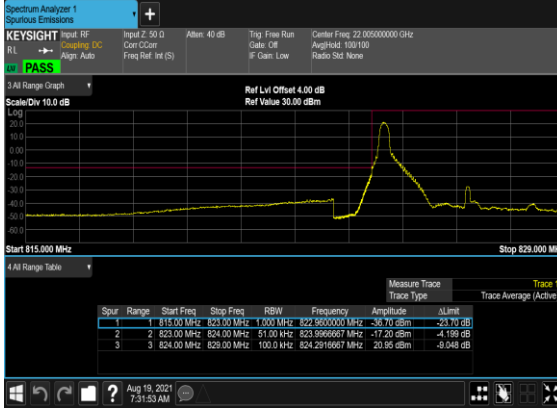 Spectrum Analyzer 1
Spurious Emissions
+
KEYSIGHT Input: RF Input Z: 50 Ω Atten: 40 dB Trig: Free Run Center Freq: 22.005000000 GHz
RL Coupling: DC Corr CCorr Gate: Off Avg|Hold: 100/100
Align: Auto Freq Ref: Int (S) IF Gain: Low Radio Std: None
PASS
3.All Range Graph
Ref Lvl Offset 4.00 dB
Scale/Div 10.0 dB Ref Value 30.00 dBm
Log
20.0
10.0
0.00
-10.0
-20.0
-30.0
-40.0
-50.0
-60.0
Start 815.000 MHz Stop 829.000 M
4.All Range Table
Measure Trace Trace 1
Trace Type Trace Average (Active
Spur Range Start Freq Stop Freq RBW Frequency Amplitude ΔLimit
1 1 815.00 MHz 823.00 MHz 1.000 MHz 822.9600000 MHz -36.70 dBm -23.70 dB
2 2 823.00 MHz 824.00 MHz 51.00 kHz 823.9966667 MHz -17.20 dBm -4.199 dB
3 3 824.00 MHz 829.00 MHz 100.0 kHz 824.2916667 MHz 20.95 dBm -9.048 dB
? Aug 19, 2021
7:31:53 AM